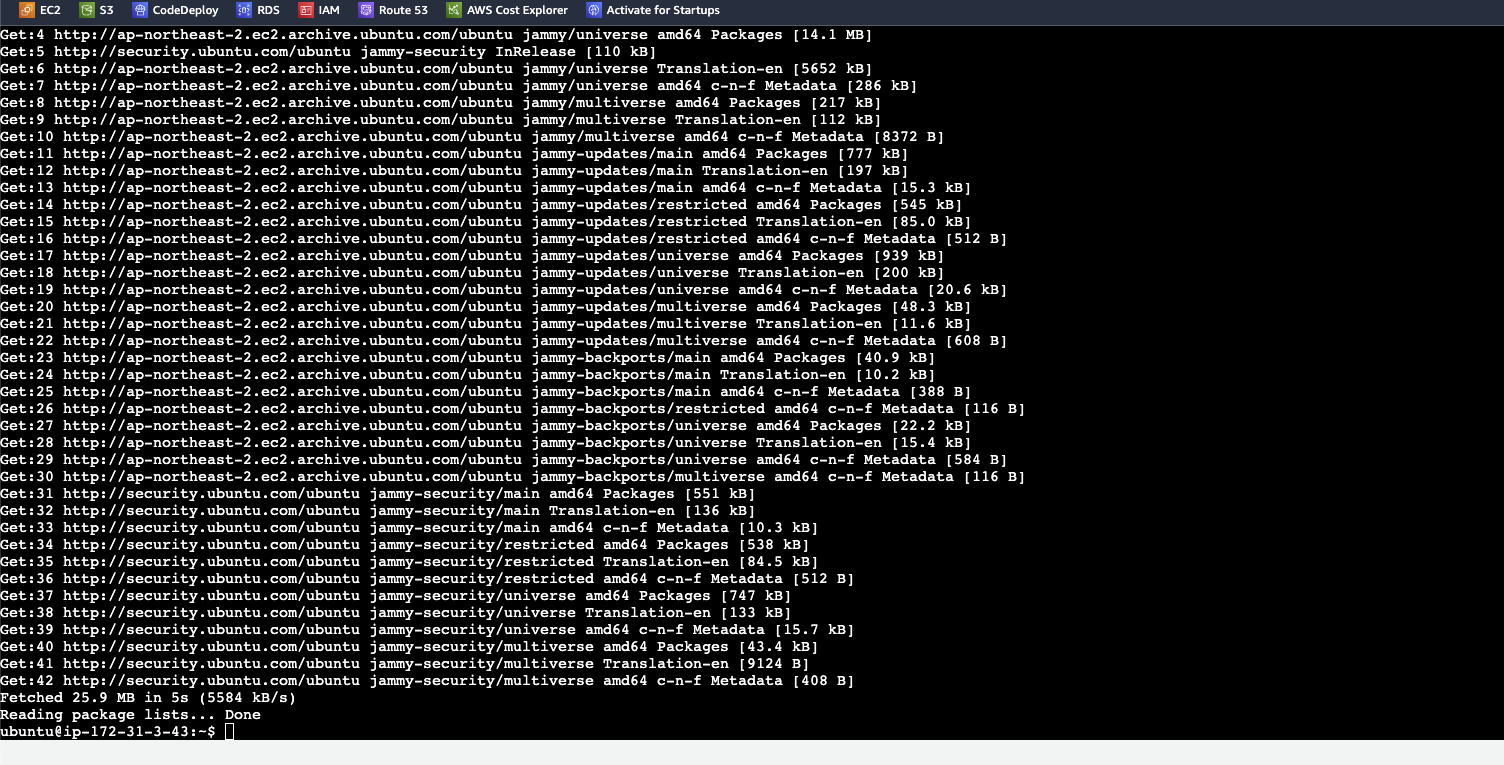 EC2 S3 CodeDeploy RDS IAM Route 53 AWS Cost Explorer Activate for Startups
Get:4 http://ap-northeast-2.ec2.archive.ubuntu.com/ubuntu jammy/universe amd64 Packages [14.1 MB]
Get:5 http://security.ubuntu.com/ubuntu jammy-security InRelease [110 kB]
Get:6 http://ap-northeast-2.ec2.archive.ubuntu.com/ubuntu jammy/universe Translation-en [5652 kB]
Get:7 http://ap-northeast-2.ec2.archive.ubuntu.com/ubuntu jammy/universe amd64 c-n-f Metadata [286 kB]
Get:8 http://ap-northeast-2.ec2.archive.ubuntu.com/ubuntu jammy/multiverse amd64 Packages [217 kB]
Get:9 http://ap-northeast-2.ec2.archive.ubuntu.com/ubuntu jammy/multiverse Translation-en [112 kB]
Get:10 http://ap-northeast-2.ec2.archive.ubuntu.com/ubuntu jammy/multiverse amd64 c-n-f Metadata [8372 B]
Get:11 http://ap-northeast-2.ec2.archive.ubuntu.com/ubuntu jammy-updates/main amd64 Packages [777 kB]
Get:12 http://ap-northeast-2.ec2.archive.ubuntu.com/ubuntu jammy-updates/main Translation-en [197 kB]
Get:13 http://ap-northeast-2.ec2.archive.ubuntu.com/ubuntu jammy-updates/main amd64 c-n-f Metadata [15.3 kB]
Get:14 http://ap-northeast-2.ec2.archive.ubuntu.com/ubuntu jammy-updates/restricted amd64 Packages [545 kB]
Get:15 http://ap-northeast-2.ec2.archive.ubuntu.com/ubuntu jammy-updates/restricted Translation-en [85.0 kB]
Get:16 http://ap-northeast-2.ec2.archive.ubuntu.com/ubuntu jammy-updates/restricted amd64 c-n-f Metadata [512 B]
Get:17 http://ap-northeast-2.ec2.archive.ubuntu.com/ubuntu jammy-updates/universe amd64 Packages [939 kB]
Get:18 http://ap-northeast-2.ec2.archive.ubuntu.com/ubuntu jammy-updates/universe Translation-en [200 kB]
Get:19 http://ap-northeast-2.ec2.archive.ubuntu.com/ubuntu jammy-updates/universe amd64 c-n-f Metadata [20.6 kB]
Get:20 http://ap-northeast-2.ec2.archive.ubuntu.com/ubuntu jammy-updates/multiverse amd64 Packages [48.3 kB]
Get:21 http://ap-northeast-2.ec2.archive.ubuntu.com/ubuntu jammy-updates/multiverse Translation-en [11.6 kB]
Get:22 http://ap-northeast-2.ec2.archive.ubuntu.com/ubuntu jammy-updates/multiverse amd64 c-n-f Metadata [608 B]
Get:23 http://ap-northeast-2.ec2.archive.ubuntu.com/ubuntu jammy-backports/main amd64 Packages [40.9 kB]
Get:24 http://ap-northeast-2.ec2.archive.ubuntu.com/ubuntu jammy-backports/main Translation-en [10.2 kB]
Get:25 http://ap-northeast-2.ec2.archive.ubuntu.com/ubuntu jammy-backports/main amd64 c-n-f Metadata [388 B]
Get:26 http://ap-northeast-2.ec2.archive.ubuntu.com/ubuntu jammy-backports/restricted amd64 c-n-f Metadata [116 B]
Get:27 http://ap-northeast-2.ec2.archive.ubuntu.com/ubuntu jammy-backports/universe amd64 Packages [22.2 kB]
Get:28 http://ap-northeast-2.ec2.archive.ubuntu.com/ubuntu jammy-backports/universe Translation-en [15.4 kB]
Get:29 http://ap-northeast-2.ec2.archive.ubuntu.com/ubuntu jammy-backports/universe amd64 c-n-f Metadata [584 B]
Get:30 http://ap-northeast-2.ec2.archive.ubuntu.com/ubuntu jammy-backports/multiverse amd64 c-n-f Metadata [116 B]
Get:31 http://security.ubuntu.com/ubuntu jammy-security/main amd64 Packages [551 kB]
Get:32 http://security.ubuntu.com/ubuntu jammy-security/main Translation-en [136 kB]
Get:33 http://security.ubuntu.com/ubuntu jammy-security/main amd64 c-n-f Metadata [10.3 kB]
Get:34 http://security.ubuntu.com/ubuntu jammy-security/restricted amd64 Packages [538 kB]
Get:35 http://security.ubuntu.com/ubuntu jammy-security/restricted Translation-en [84.5 kB]
Get:36 http://security.ubuntu.com/ubuntu jammy-security/restricted amd64 c-n-f Metadata [512 B]
Get:37 http://security.ubuntu.com/ubuntu jammy-security/universe amd64 Packages [747 kB]
Get:38 http://security.ubuntu.com/ubuntu jammy-security/universe Translation-en [133 kB]
Get:39 http://security.ubuntu.com/ubuntu jammy-security/universe amd64 c-n-f Metadata [15.7 kB]
Get:40 http://security.ubuntu.com/ubuntu jammy-security/multiverse amd64 Packages [43.4 kB]
Get:41 http://security.ubuntu.com/ubuntu jammy-security/multiverse Translation-en [9124 B]
Get:42 http://security.ubuntu.com/ubuntu jammy-security/multiverse amd64 c-n-f Metadata [408 B]
Fetched 25.9 MB in 5s (5584 kB/s)
Reading package lists... Done
ubuntu@ip-172-31-3-43:~$